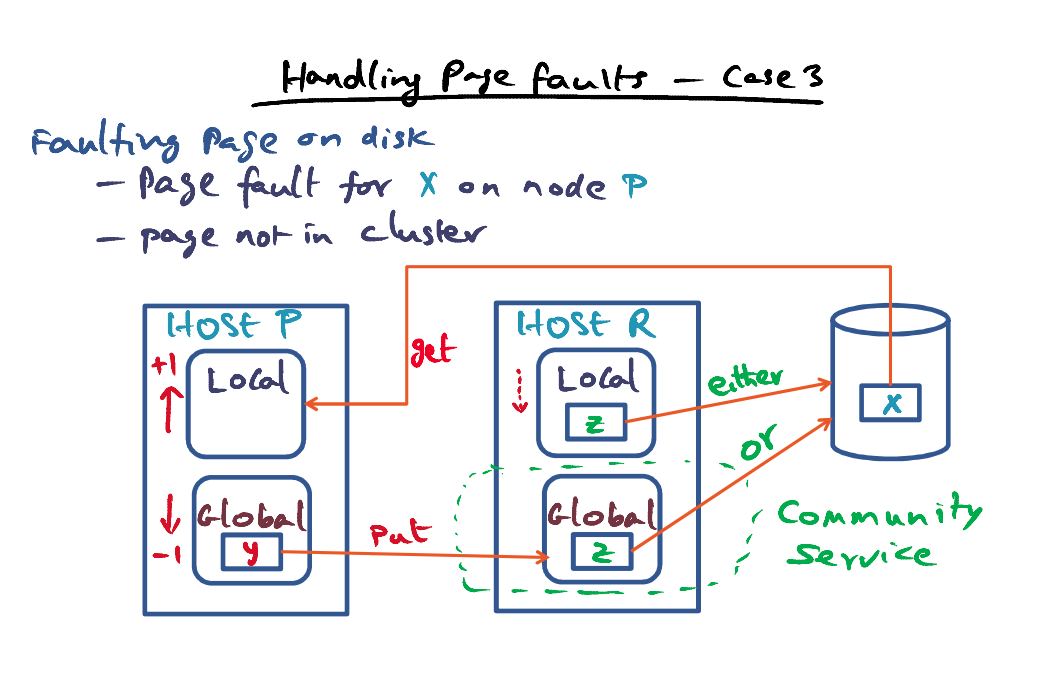 Handling Page faults — Case 3
Faulting Page on disk
— Page fault for X on node P
— page not in cluster
HOST P
HOST R
+1
Local
get
Local
either
z
X
or
-1
Global
y
put
Global
z
Community
Service